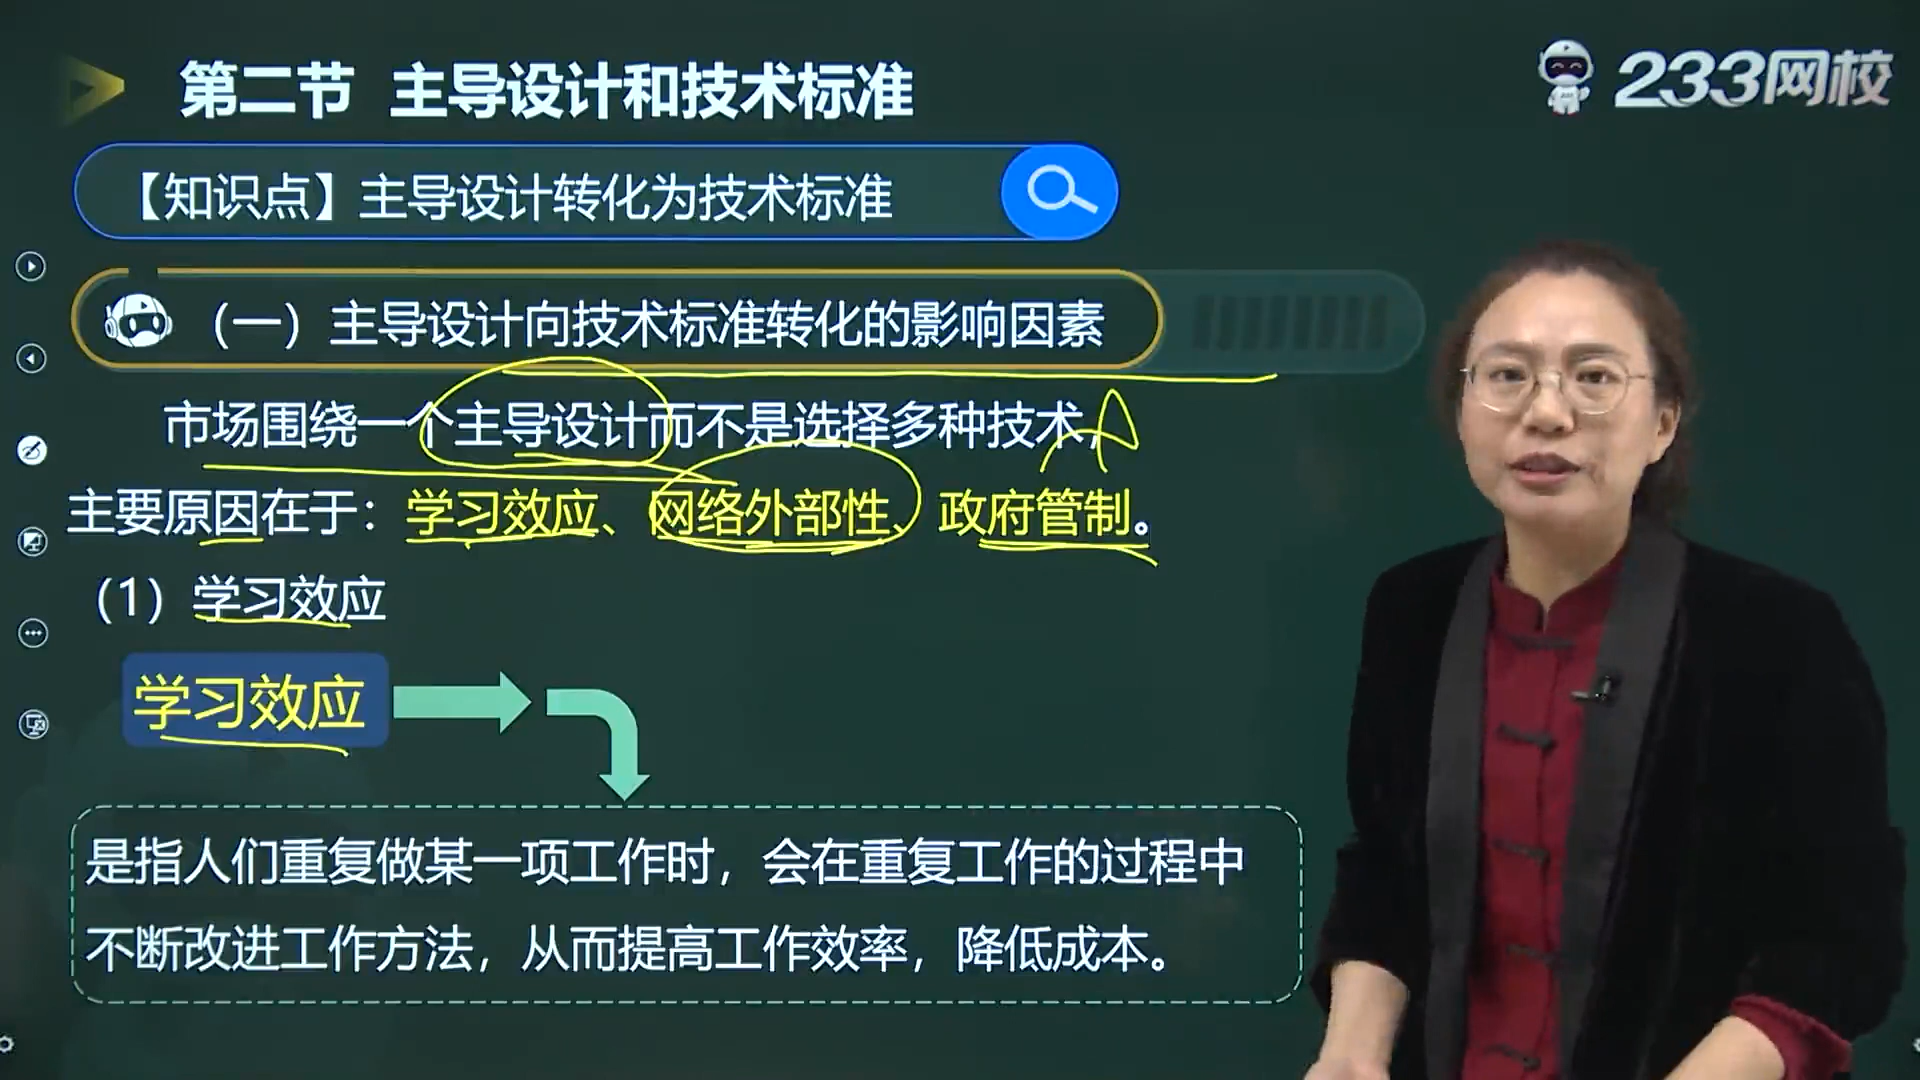 第二节 主导设计和技术标准
233网校
【知识点】主导设计转化为技术标准
（一）主导设计向技术标准转化的影响因素
市场围绕一个主导设计而不是选择多种技术，
主要原因在于：学习效应、网络外部性、政府管制。
（1）学习效应
学习效应
是指人们重复做某一项工作时，会在重复工作的过程中
不断改进工作方法，从而提高工作效率，降低成本。